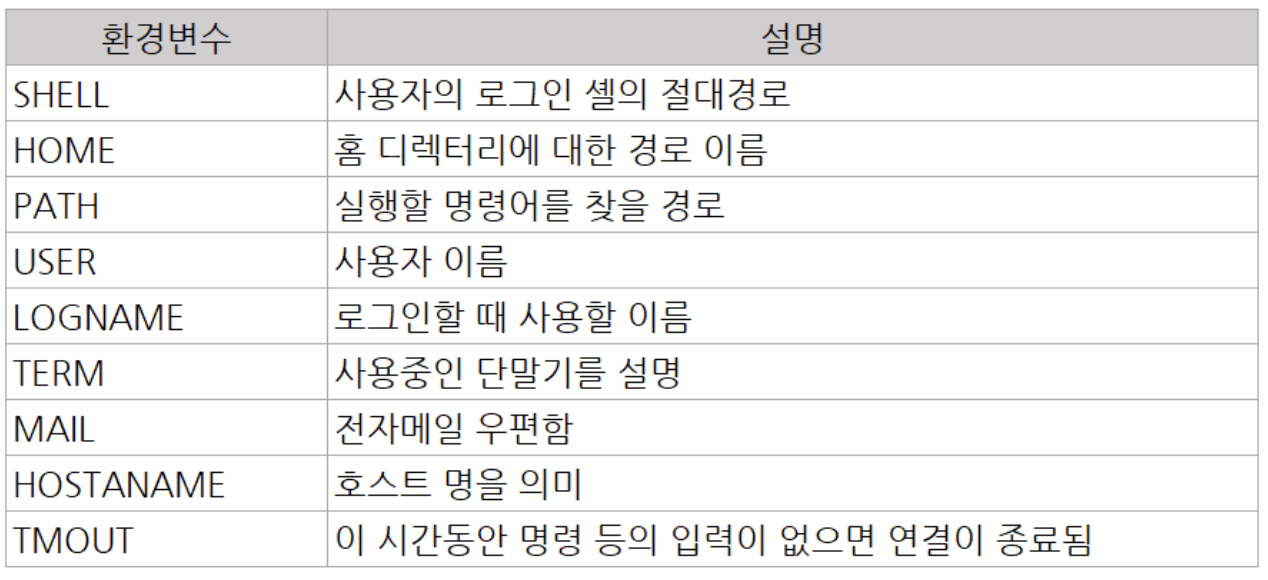 환경변수 설명
SHELL 사용자의 로그인 셸의 절대경로
HOME 홈 디렉터리에 대한 경로 이름
PATH 실행할 명령어를 찾을 경로
USER 사용자 이름
LOGNAME 로그인할 때 사용할 이름
TERM 사용중인 단말기를 설명
MAIL 전자메일 우편함
HOSTANAME 호스트 명을 의미
TMOUT 이 시간동안 명령 등의 입력이 없으면 연결이 종료됨